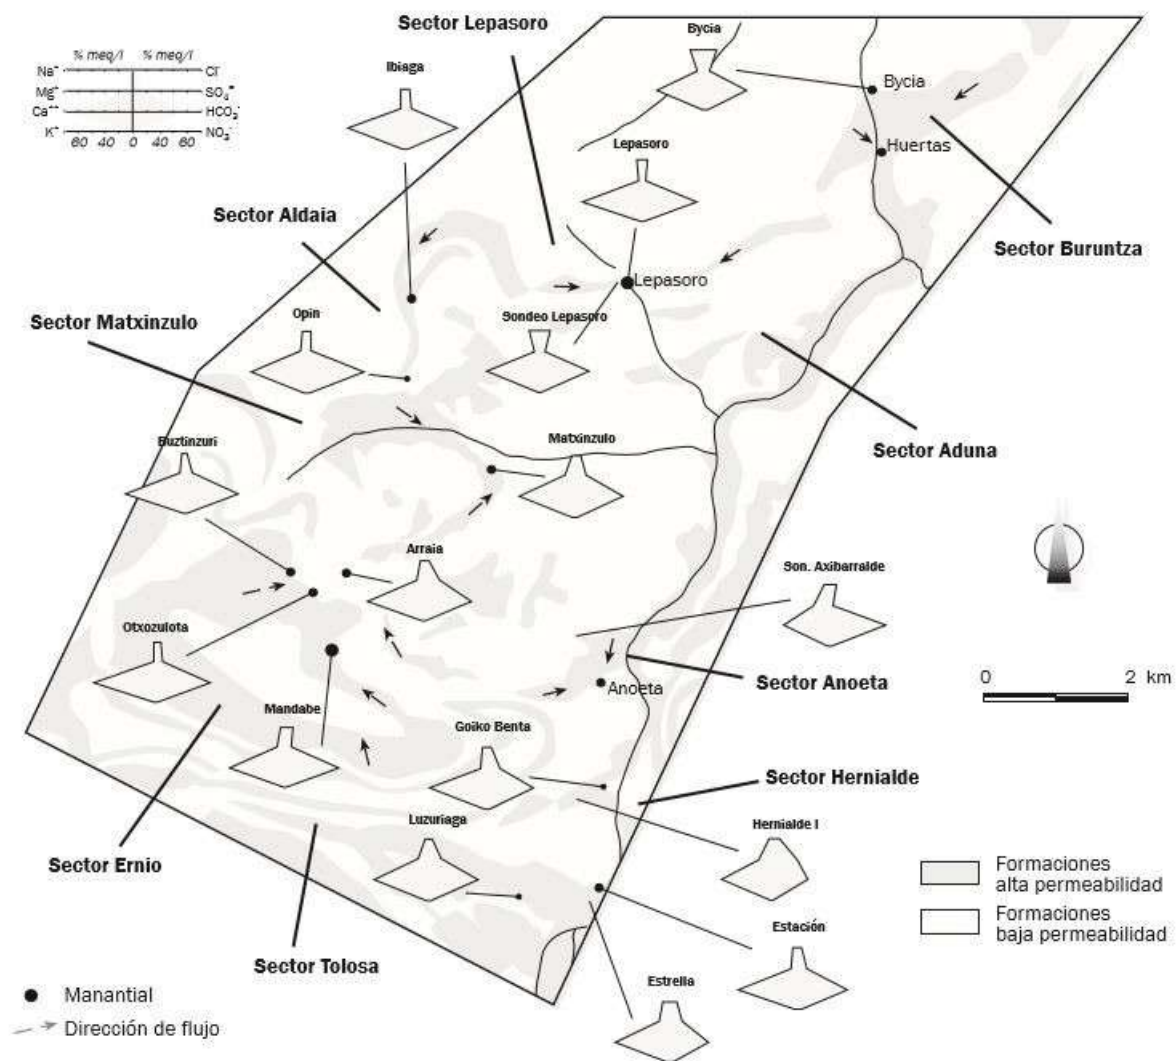 % meq/l % meq/l
Na⁺ Cl⁻
Mg⁺ SO₄⁼
Ca⁺⁺ HCO₃⁻
K⁺ NO₃⁻
80 40 0 40 80
Sector Lepasoro
Bycia
Ibiaga
Bycia
Huertas
Lepasoro
Sector Aldaia
Sector Buruntza
Lepasoro
Sector Matxinzulo
Opin
Sondeo Lepasoro
Buztinzuri
Matxinzulo
Sector Aduna
Arraia
Son. Axibarralde
Otxozulota
Sector Anoeta
Anoeta
0 2 km
Mandabe
Goiko Benta
Sector Hernialde
Luzuriaga
Hernialde I
Sector Ernio
Formaciones
alta permeabilidad
Formaciones
baja permeabilidad
Estación
Sector Tolosa
Estrella
Manantial
Dirección de flujo